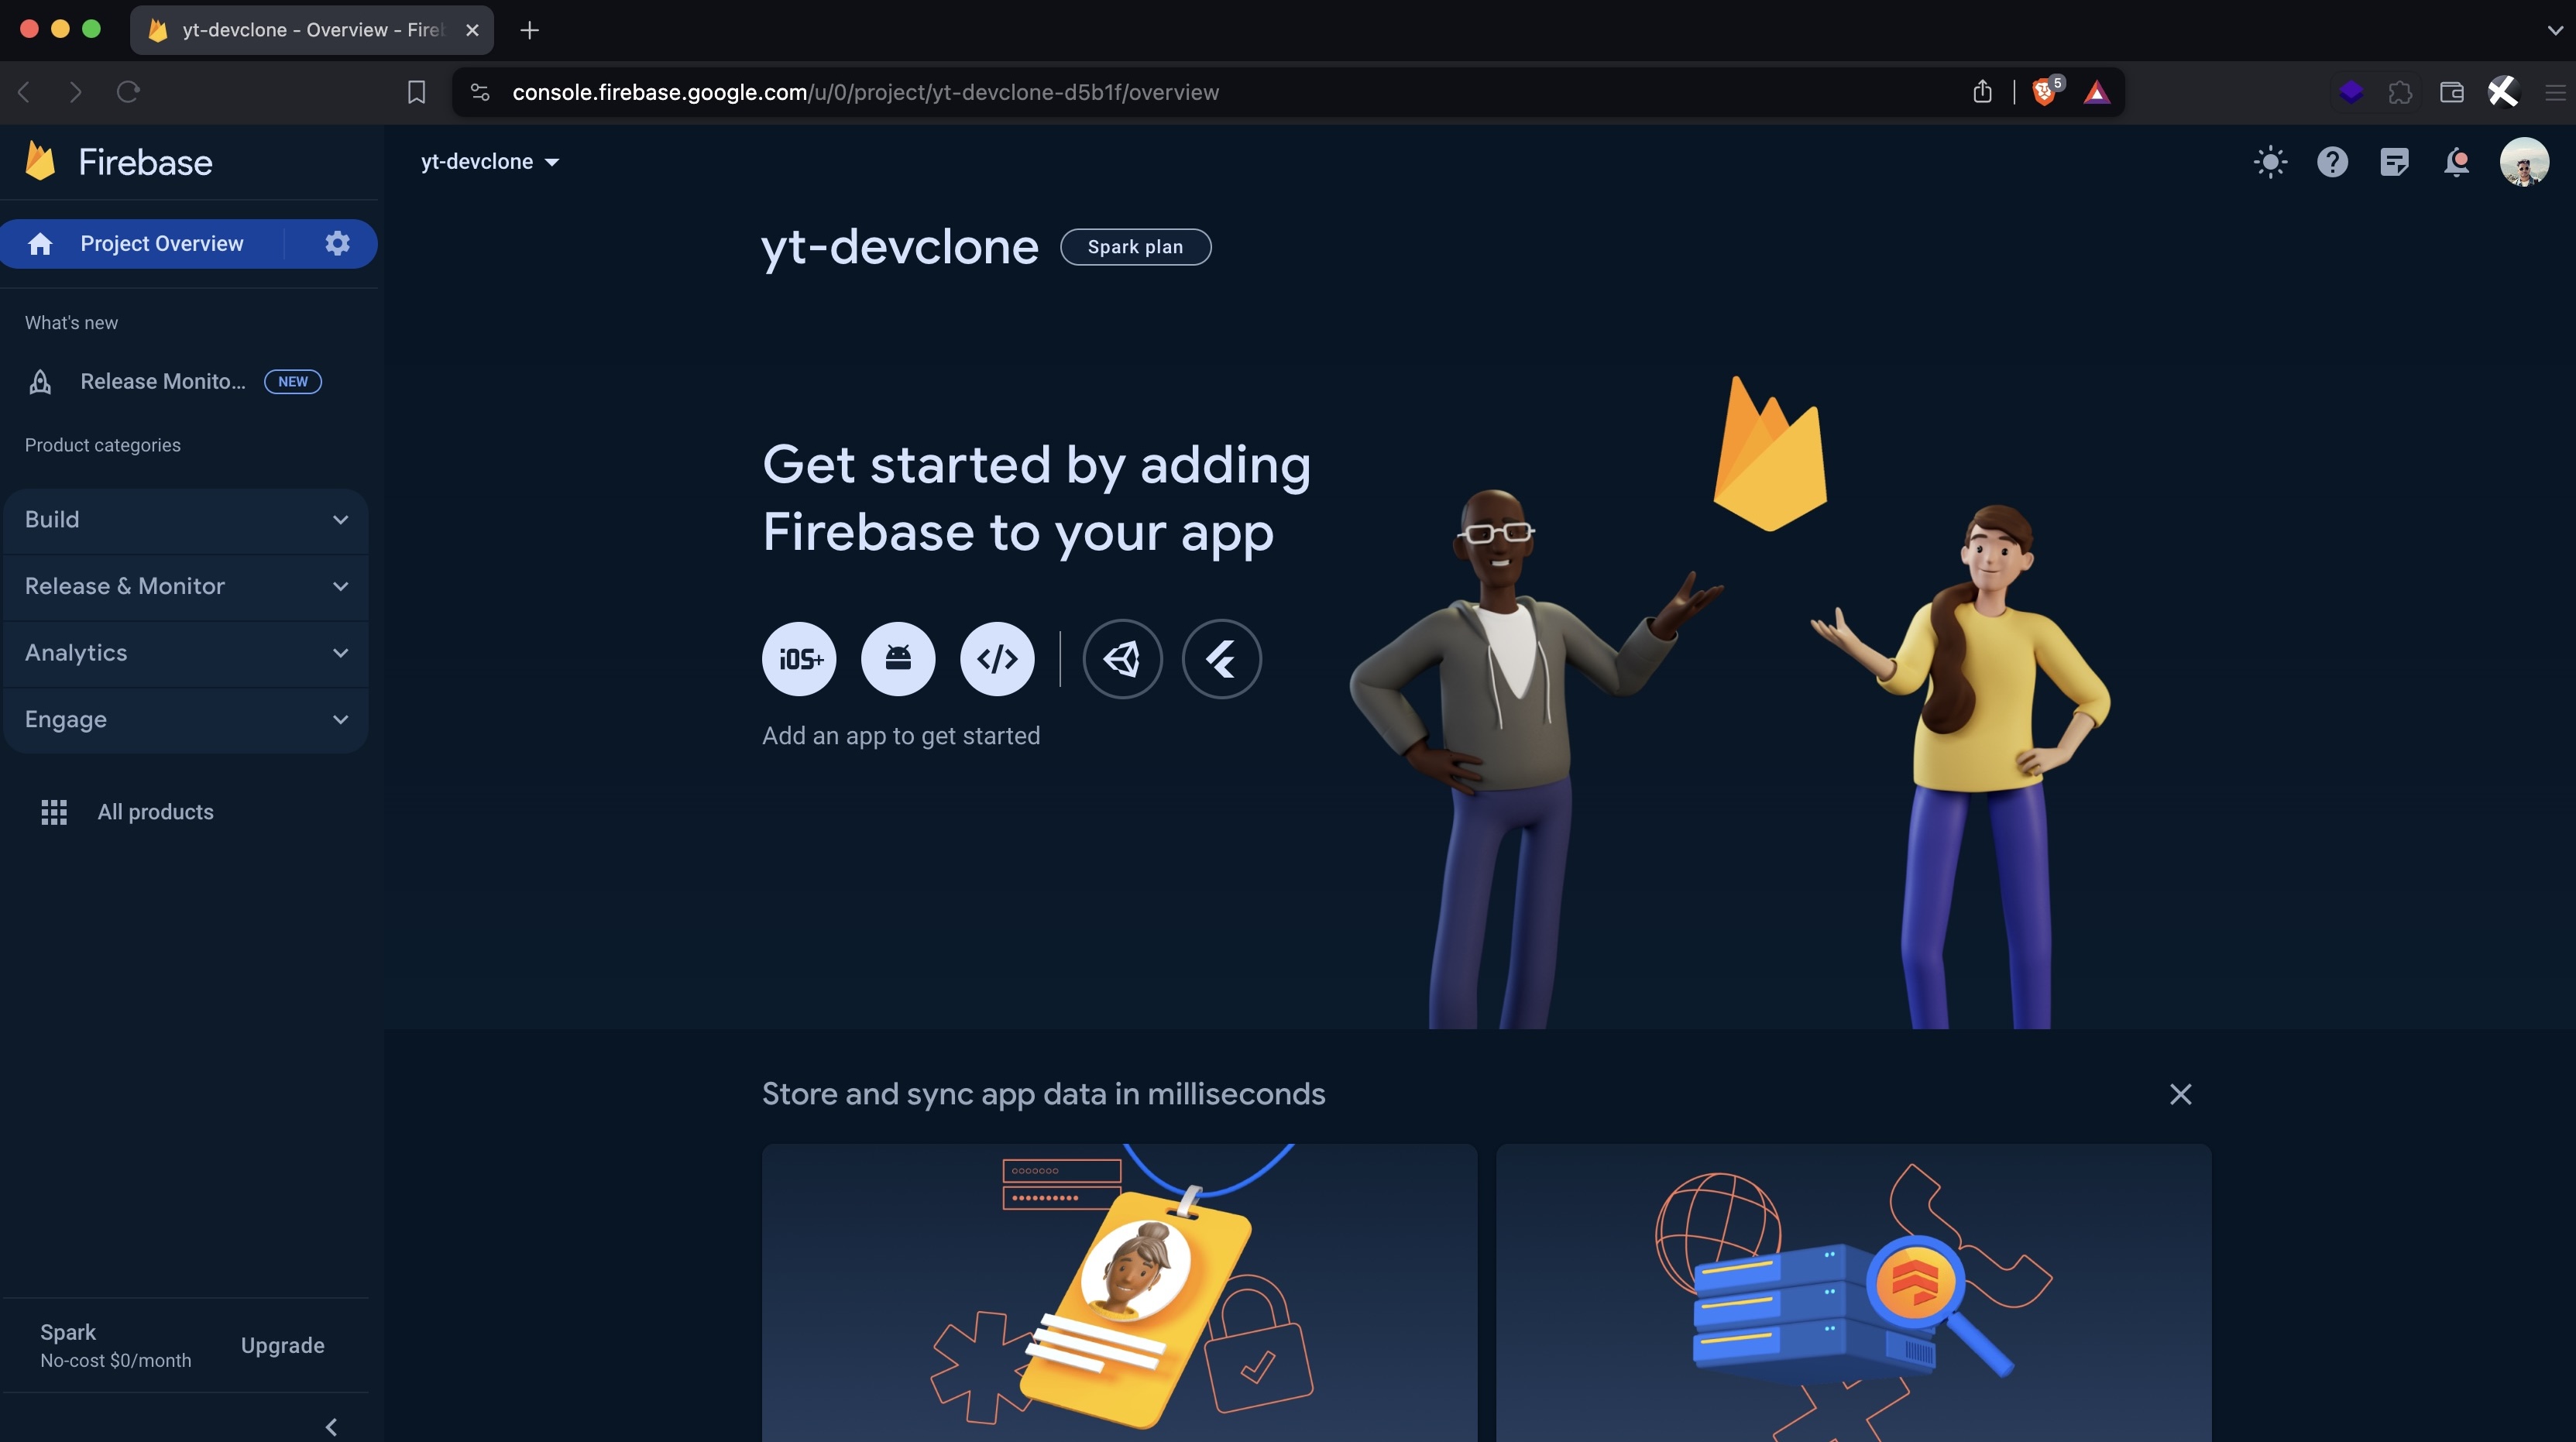 yt-devclone - Overview - Fire
console.firebase.google.com/u/0/project/yt-devclone-d5b1f/overview
5
Firebase
yt-devclone
Project Overview
yt-devclone
Spark plan
What's new
Release Monito...
NEW
Product categories
Build
Release & Monitor
Analytics
Engage
All products
Get started by adding
Firebase to your app
iOS+
</>
Add an app to get started
Store and sync app data in milliseconds
Spark
No-cost $0/month
Upgrade